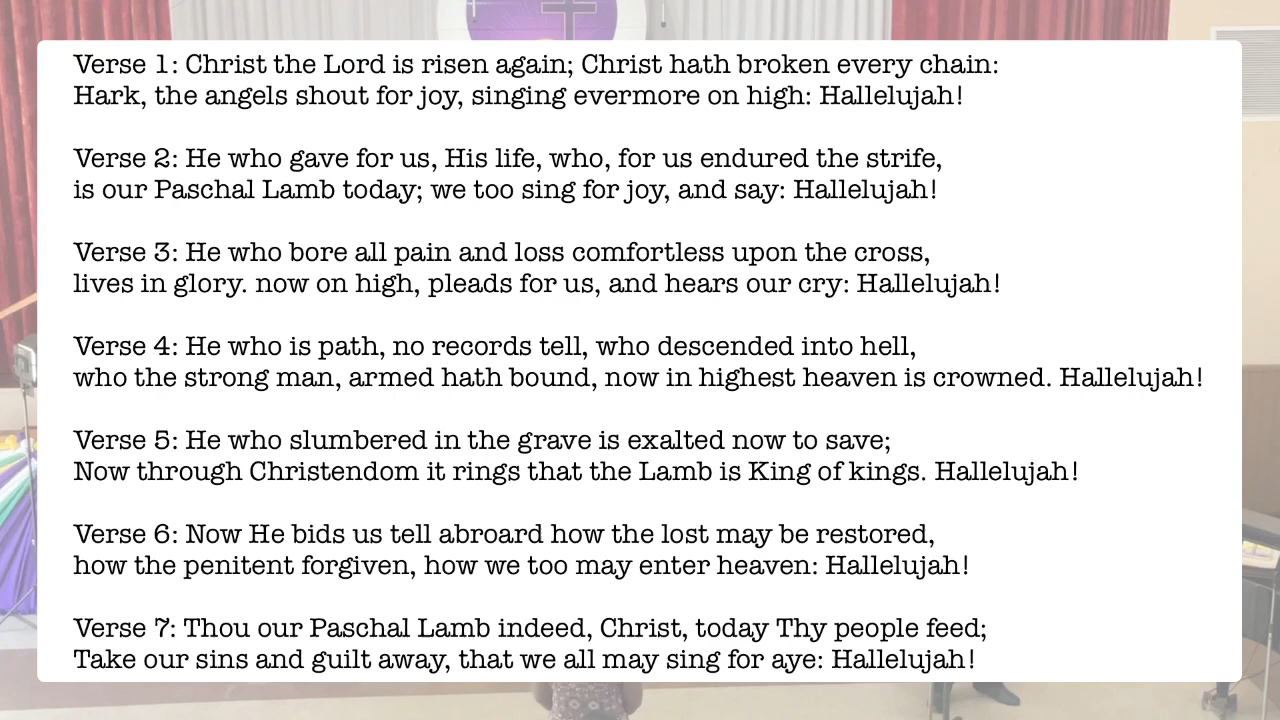 Verse 1: Christ the Lord is risen again; Christ hath broken every chain:
Hark, the angels shout for joy, singing evermore on high: Hallelujah!
Verse 2: He who gave for us, His life, who, for us endured the strife,
is our Paschal Lamb today; we too sing for joy, and say: Hallelujah!
Verse 3: He who bore all pain and loss comfortless upon the cross,
lives in glory. now on high, pleads for us, and hears our cry: Hallelujah!
Verse 4: He who is path, no records tell, who descended into hell,
who the strong man, armed hath bound, now in highest heaven is crowned. Hallelujah!
Verse 5: He who slumbered in the grave is exalted now to save;
Now through Christendom it rings that the Lamb is King of kings. Hallelujah!
Verse 6: Now He bids us tell abroard how the lost may be restored,
how the penitent forgiven, how we too may enter heaven: Hallelujah!
Verse 7: Thou our Paschal Lamb indeed, Christ, today Thy people feed;
Take our sins and guilt away, that we all may sing for aye: Hallelujah!